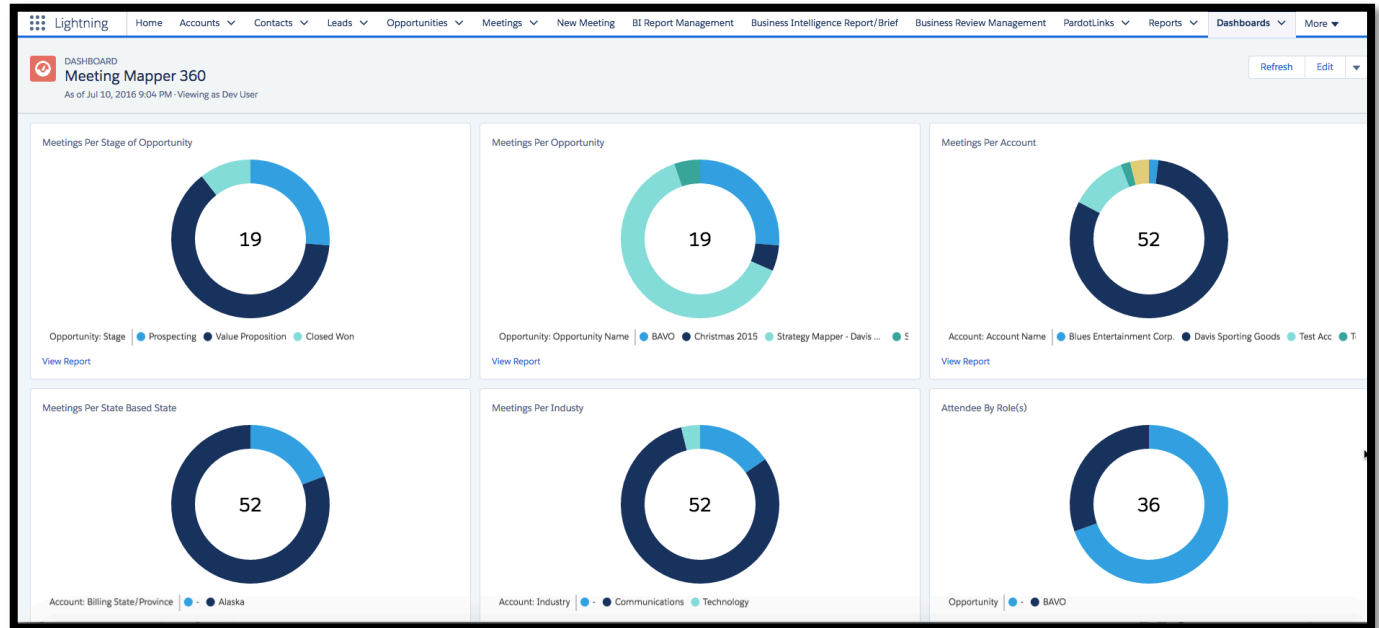 Lightning Home Accounts Contacts Leads Opportunities Meetings New Meeting BI Report Management Business Intelligence Report/Brief Business Review Management PardotLinks Reports Dashboards More
DASHBOARD
Meeting Mapper 360
As of Jul 10, 2016 9:04 PM·Viewing as Dev User
Refresh Edit
Meetings Per Stage of Opportunity
19
Opportunity: Stage Prospecting Value Proposition Closed Won
View Report
Meetings Per Opportunity
19
Opportunity: Opportunity Name BAVO Christmas 2015 Strategy Mapper - Davis ...
View Report
Meetings Per Account
52
Account: Account Name Blues Entertainment Corp. Davis Sporting Goods Test Acc
View Report
Meetings Per State Based State
52
Account: Billing State/Province - Alaska
Meetings Per Industy
52
Account: Industry - Communications Technology
Attendee By Role(s)
36
Opportunity - BAVO